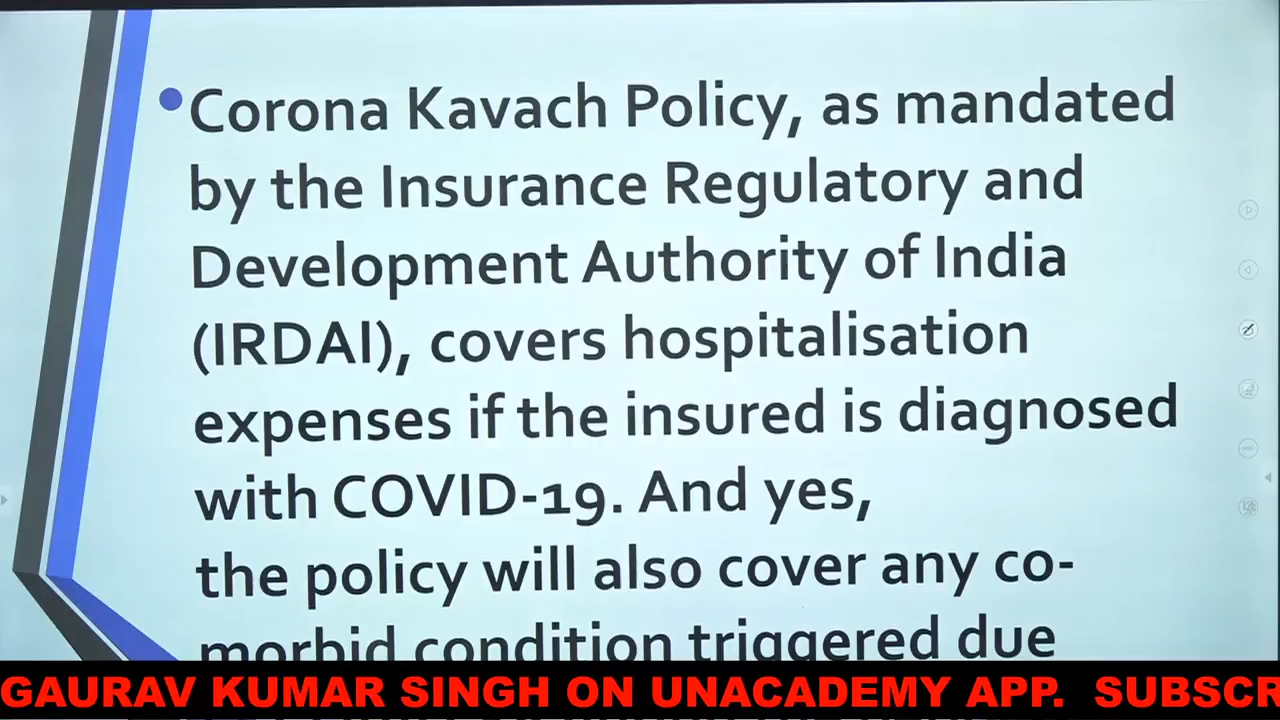 •Corona Kavach Policy, as mandated
by the Insurance Regulatory and
Development Authority of India
(IRDAI), covers hospitalisation
expenses if the insured is diagnosed
with COVID-19. And yes,
the policy will also cover any co-
morbid condition triggered due
GAURAV KUMAR SINGH ON UNACADEMY APP. SUBSCR